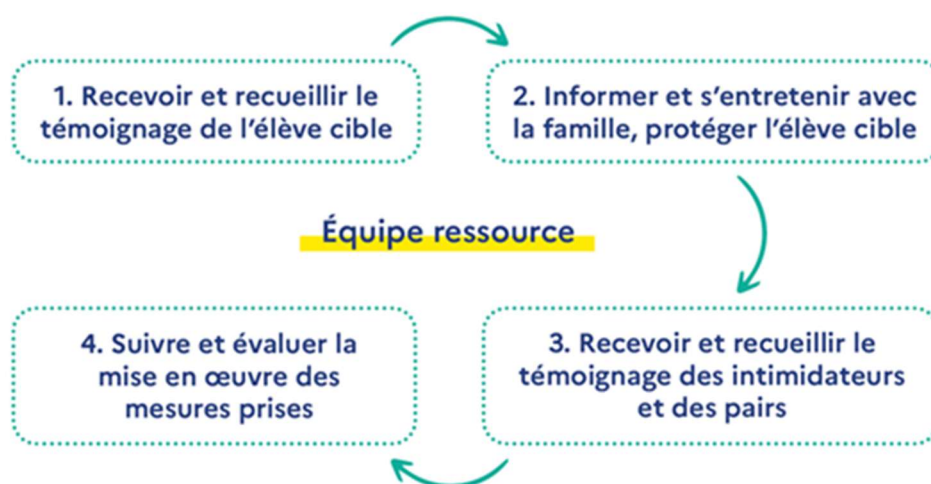 1. Recevoir et recueillir le
témoignage de l'élève cible
2. Informer et s'entretenir avec
la famille, protéger l'élève cible
Équipe ressource
3. Recevoir et recueillir le
témoignage des intimidateurs
et des pairs
4. Suivre et évaluer la
mise en œuvre des
mesures prises